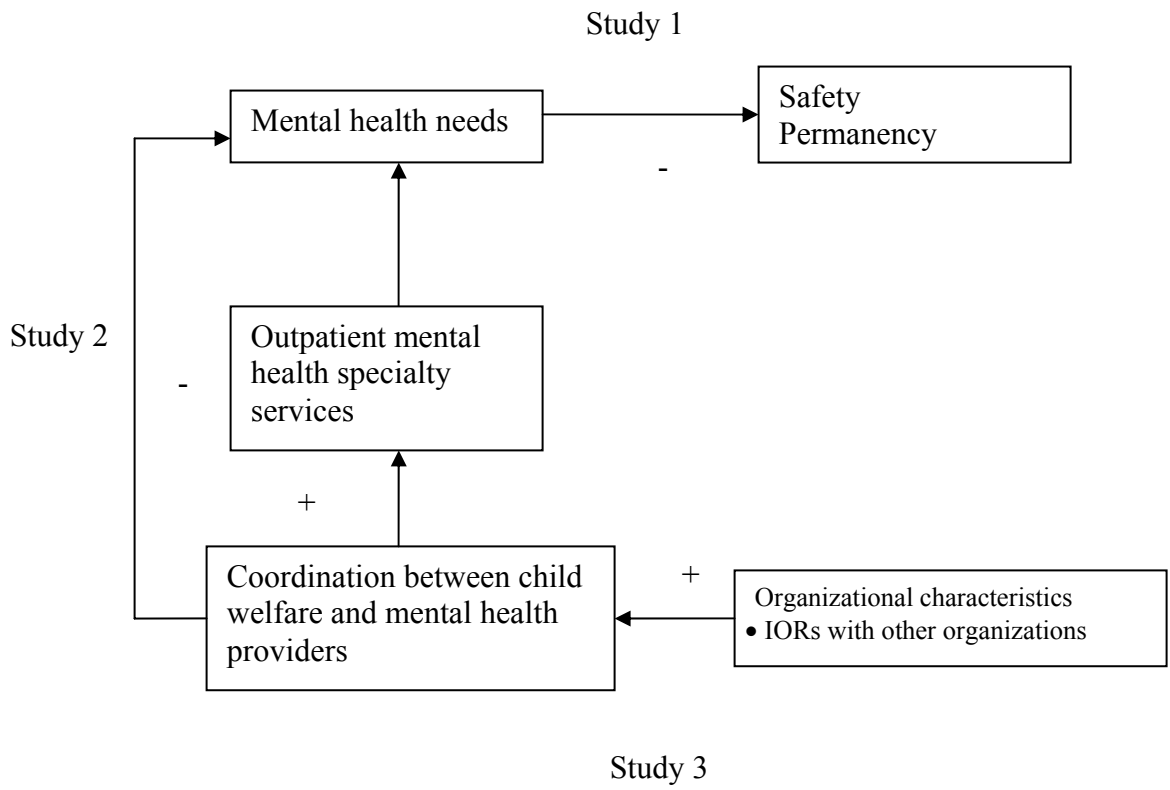 Study 1
Mental health needs
Safety
Permanency
-
Study 2
-
Outpatient mental
health specialty
services
+
Coordination between child
welfare and mental health
providers
+
Organizational characteristics
• IORs with other organizations
Study 3